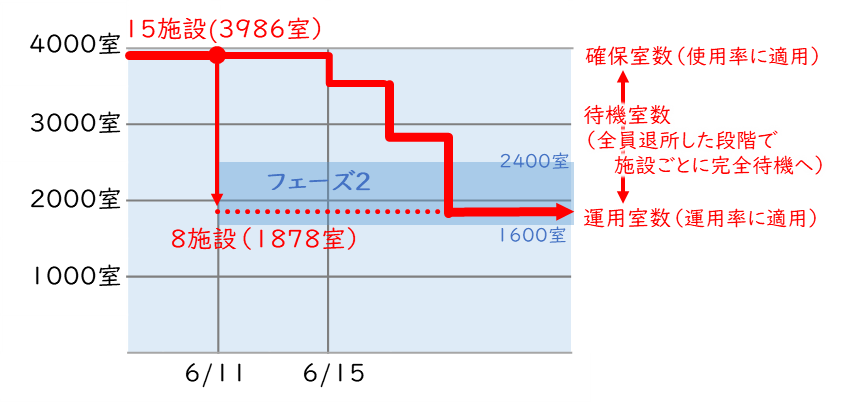 15施設(3986室)
4000室
3000室
2000室
1000室
フェーズ2
2400室
1600室
8施設(1878室)
6/11
6/15
確保室数(使用率に適用)
待機室数
(全員退所した段階で
施設ごとに完全待機へ)
運用室数(運用率に適用)